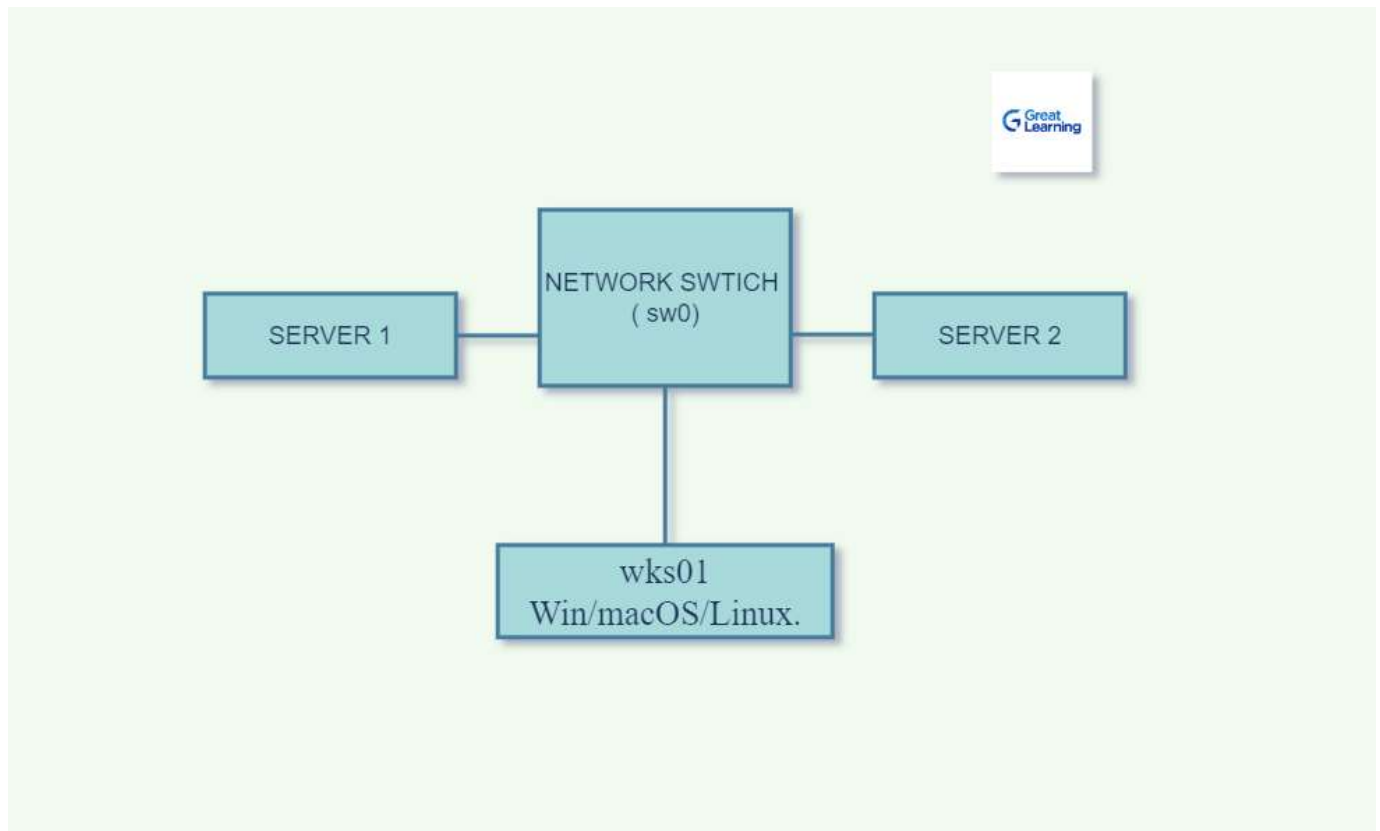 Great
Learning
NETWORK SWTICH
( sw0)
SERVER 1
SERVER 2
wks01
Win/macOS/Linux.